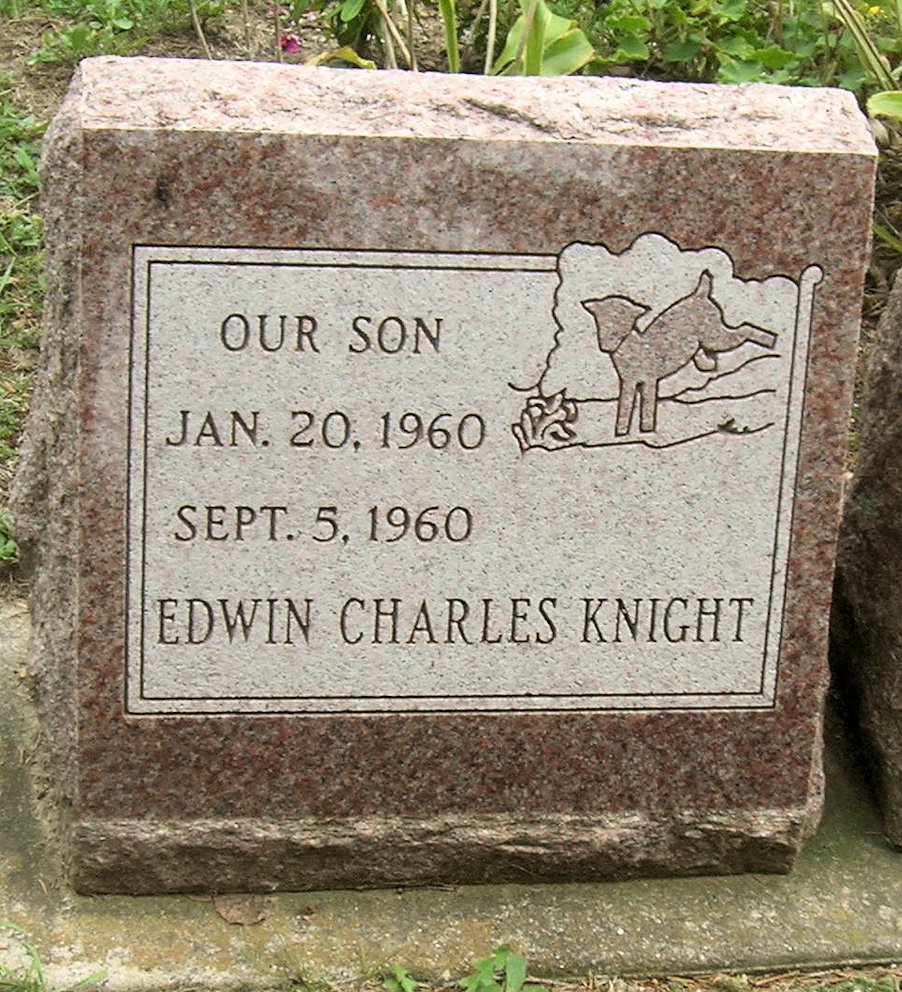 OUR SON
JAN. 20, 1960
SEPT. 5, 1960
EDWIN CHARLES KNIGHT